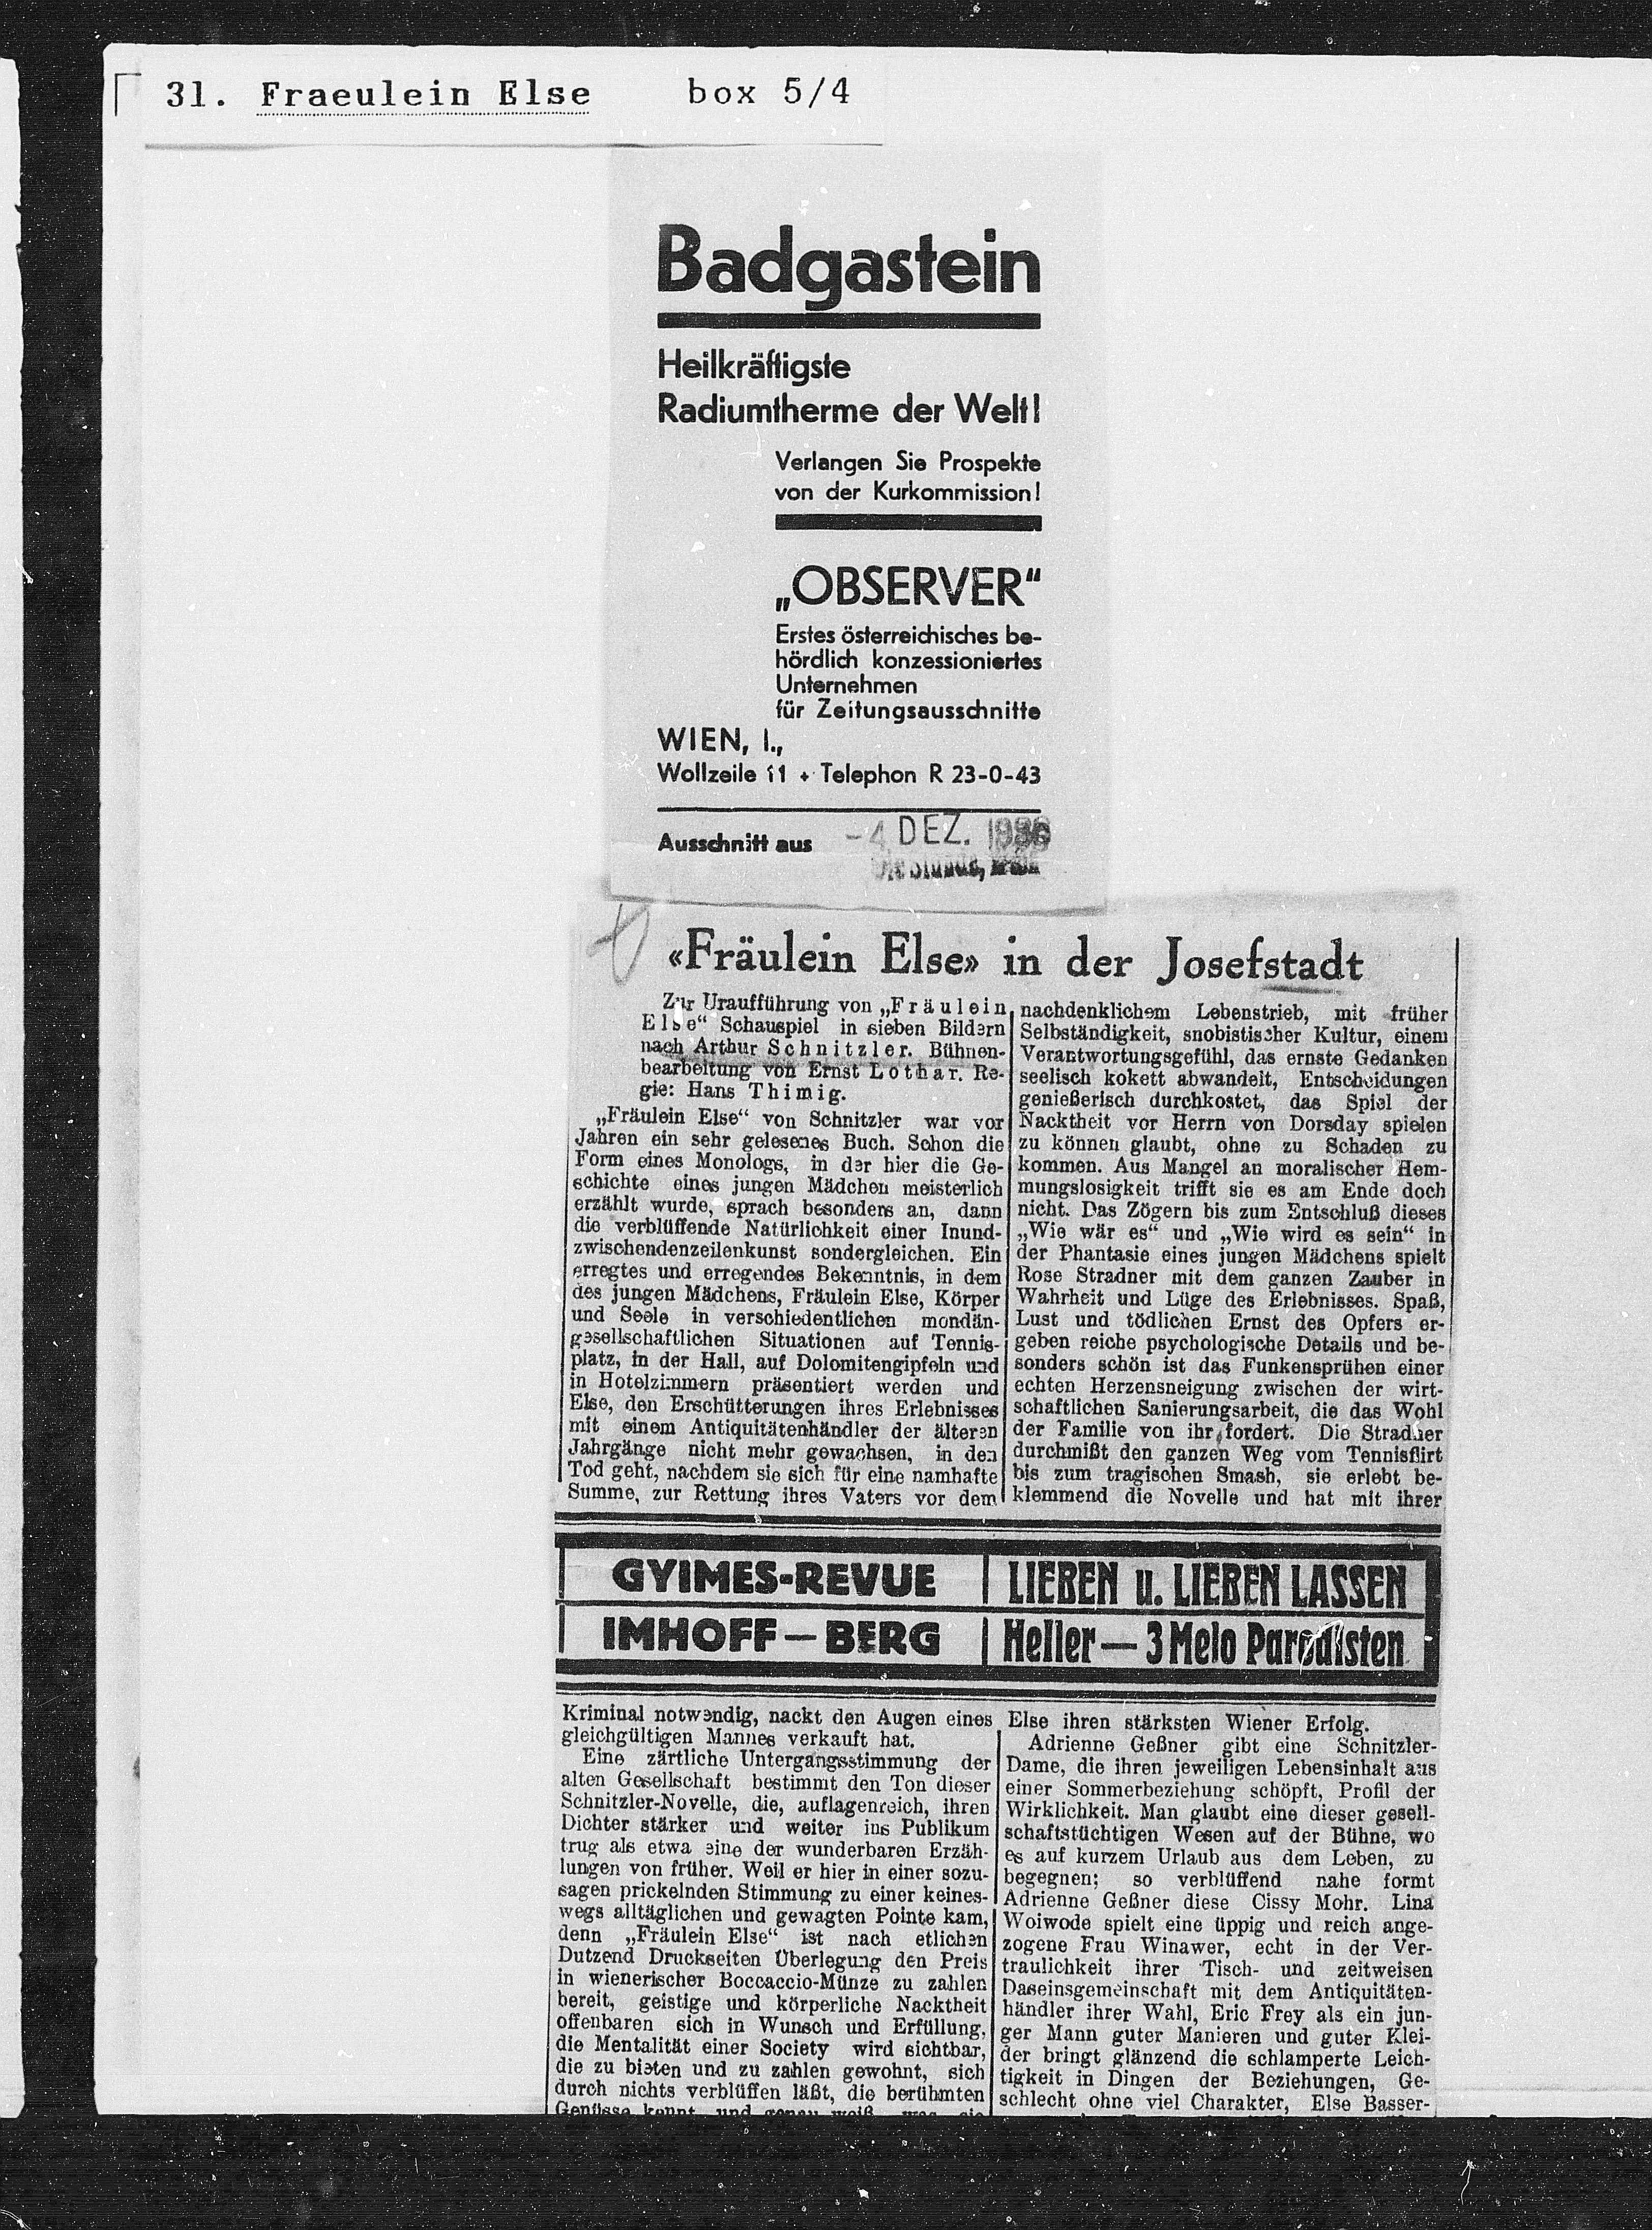 31. Fraeulein Else box 5/4
Badgastein
Heilkräftigste
Radiumtherme der Welt!
Verlangen Sie Prospekte
von der Kurkommission!
„OBSERVER“
Erstes österreichisches be-
hördlich konzessioniertes
Unternehmen
für Zeitungsausschnitte
WIEN, I.,
Wollzeile 11 + Telephon R 23-0-43
Ausschnitt aus
-4 DEZ.
«Fräulein Else» in der Josefstadt
Zur Uraufführung von „Fräulein
Else“ Schauspiel in sieben Bildern
nach Arthur Schnitzler. Bühnen-
bearbeitung von Ernst Lothar. Re-
gie: Hans Thimig.
„Fräulein Else“ von Schnitzler war vor
Jahren ein sehr gelesenes Buch. Schon die
Form eines Monologs, in der hier die Ge-
schichte eines jungen Mädchen meisterlich
erzählt wurde, sprach besonders an, dann
die verblüffende Natürlichkeit einer Inund-
zwischendenzeilenkunst sondergleichen. Ein
erregtes und erregendes Bekenntnis, in dem
des jungen Mädchens, Fräulein Else, Körper
und Seele in verschiedentlichen mondän-
gesellschaftlichen Situationen auf Tennis-
platz, in der Hall, auf Dolomitengipfeln und
in Hotelzimmern präsentiert werden und
Else, den Erschütterungen ihres Erlebnisses
mit einem Antiquitätenhändler der älteren
Jahrgänge nicht mehr gewachsen, in den
Tod geht, nachdem sie sich für eine namhafte
Summe, zur Rettung ihres Vaters vor dem
nachdenklichem Lebenstrieb, mit früher
Selbständigkeit, snobistischer Kultur, einem
Verantwortungsgefühl, das ernste Gedanken
seelisch kokett abwandelt, Entscheidungen
genießerisch durchkostet, das Spiel der
Nacktheit vor Herrn von Dorsday spielen
zu können glaubt, ohne zu Schaden zu
kommen. Aus Mangel an moralischer Hem-
mungslosigkeit trifft sie es am Ende doch
nicht. Das Zögern bis zum Entschluß dieses
„Wie wär es“ und „Wie wird es sein“ in
der Phantasie eines jungen Mädchens spielt
Rose Stradner mit dem ganzen Zauber in
Wahrheit und Lüge des Erlebnisses. Spaß,
Lust und tödlichen Ernst des Opfers er-
geben reiche psychologische Details und be-
sonders schön ist das Funkensprühen einer
echten Herzensneigung zwischen der wirt-
schaftlichen Sanierungsarbeit, die das Wohl
der Familie von ihr fordert. Die Stradner
durchmißt den ganzen Weg vom Tennisflirt
bis zum tragischen Smash, sie erlebt be-
klemmend die Novelle und hat mit ihrer
GYIMES-REVUE LIEBEN u. LIEBEN LASSEN
IMHOFF — BERG Heller — 3 Melo Parodisten
Kriminal notwendig, nackt den Augen eines
gleichgültigen Mannes verkauft hat.
Eine zärtliche Untergangsstimmung der
alten Gesellschaft bestimmt den Ton dieser
Schnitzler-Novelle, die, auflagenreich, ihren
Dichter stärker und weiter ins Publikum
trug als etwa eine der wunderbaren Erzäh-
lungen von früher. Weil er hier in einer sozu-
sagen prickelnden Stimmung zu einer keines-
wegs alltäglichen und gewagten Pointe kam,
denn „Fräulein Else“ ist nach etlichen
Dutzend Druckseiten Überlegung den Preis
in wienerischer Boccaccio-Münze zu zahlen
bereit, geistige und körperliche Nacktheit
offenbaren sich in Wunsch und Erfüllung,
die Mentalität einer Society wird sichtbar,
die zu bieten und zu zahlen gewohnt, sich
durch nichts verblüffen läßt, die berühmten
Genüsse kennt und genau weiß, was sie
Else ihren stärksten Wiener Erfolg.
Adrienne Geßner gibt eine Schnitzler-
Dame, die ihren jeweiligen Lebensinhalt aus
einer Sommerbeziehung schöpft, Profil der
Wirklichkeit. Man glaubt eine dieser gesell-
schaftstüchtigen Wesen auf der Bühne, wo
es auf kurzem Urlaub aus dem Leben, zu
begegnen; so verblüffend nahe formt
Adrienne Geßner diese Cissy Mohr. Lina
Woiwode spielt eine üppig und reich ange-
zogene Frau Winawer, echt in der Ver-
traulichkeit ihrer Tisch- und zeitweisen
Daseinsgemeinschaft mit dem Antiquitäten-
händler ihrer Wahl, Eric Frey als ein jun-
ger Mann guter Manieren und guter Klei-
der bringt glänzend die schlamperte Leich-
tigkeit in Dingen der Beziehungen, Ge-
schlecht ohne viel Charakter, Else Basser-